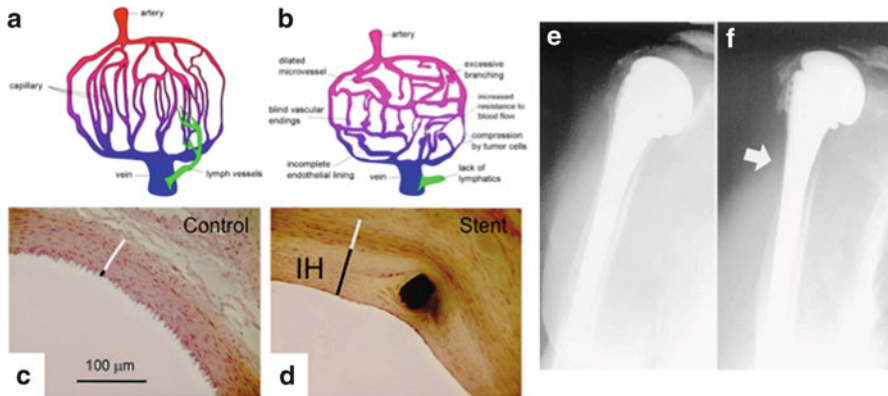 a
artery
capillary
vein
lymph vessels
b
artery
dilated
microvessel
excessive
branching
blind vascular
endings
increased
resistance to
blood flow
compression
by tumor cells
incomplete
endothelial lining
vein
lack of
lymphatics
Control
100 μm
c
Stent
IH
d
e
f